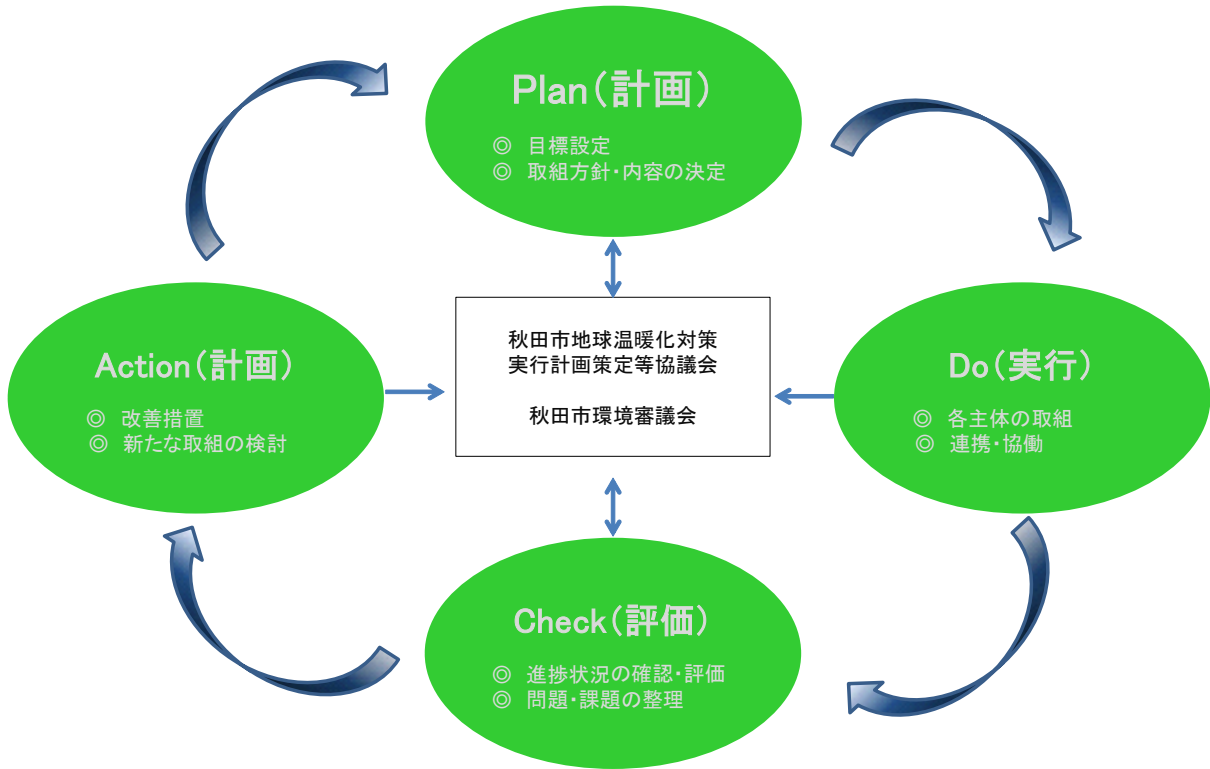 Plan(計画)
◎ 目標設定
◎ 取組方針・内容の決定
秋田市地球温暖化対策
実行計画策定等協議会
秋田市環境審議会
Action(計画)
◎ 改善措置
◎ 新たな取組の検討
Do(実行)
◎ 各主体の取組
◎ 連携・協働
Check(評価)
◎ 進捗状況の確認・評価
◎ 問題・課題の整理